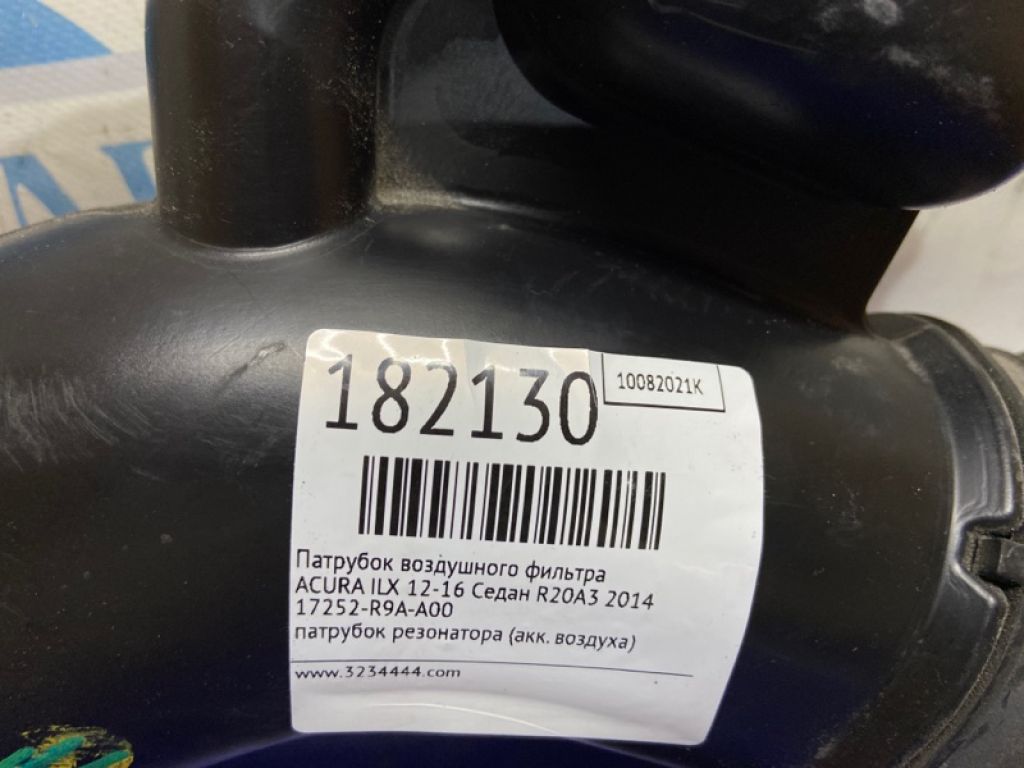 182130
10082021K
Патрубок воздушного фильтра
ACURA ILX 12-16 Седан R20A3 2014
17252-R9A-A00
патрубок резонатора (акк. воздуха)
www.3234444.com